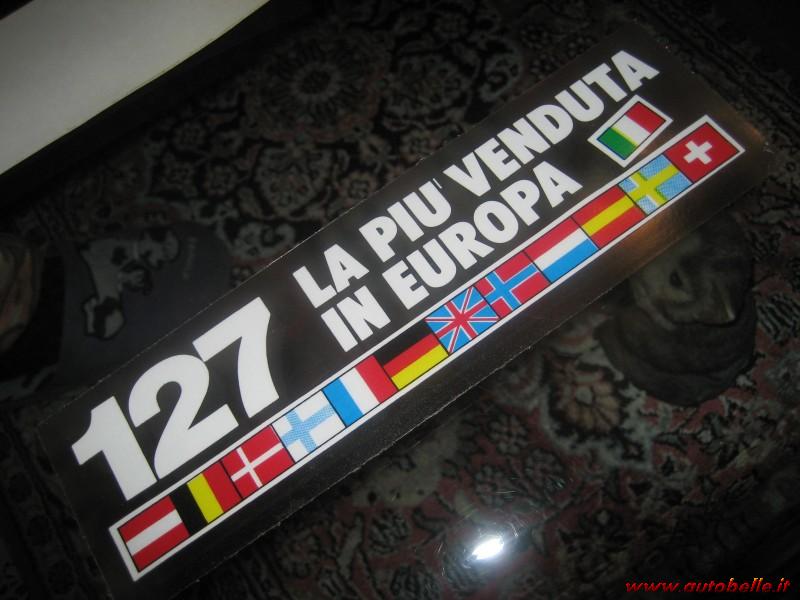 127
LA PIU' VENDUTA
IN EUROPA
www.autobelle.it